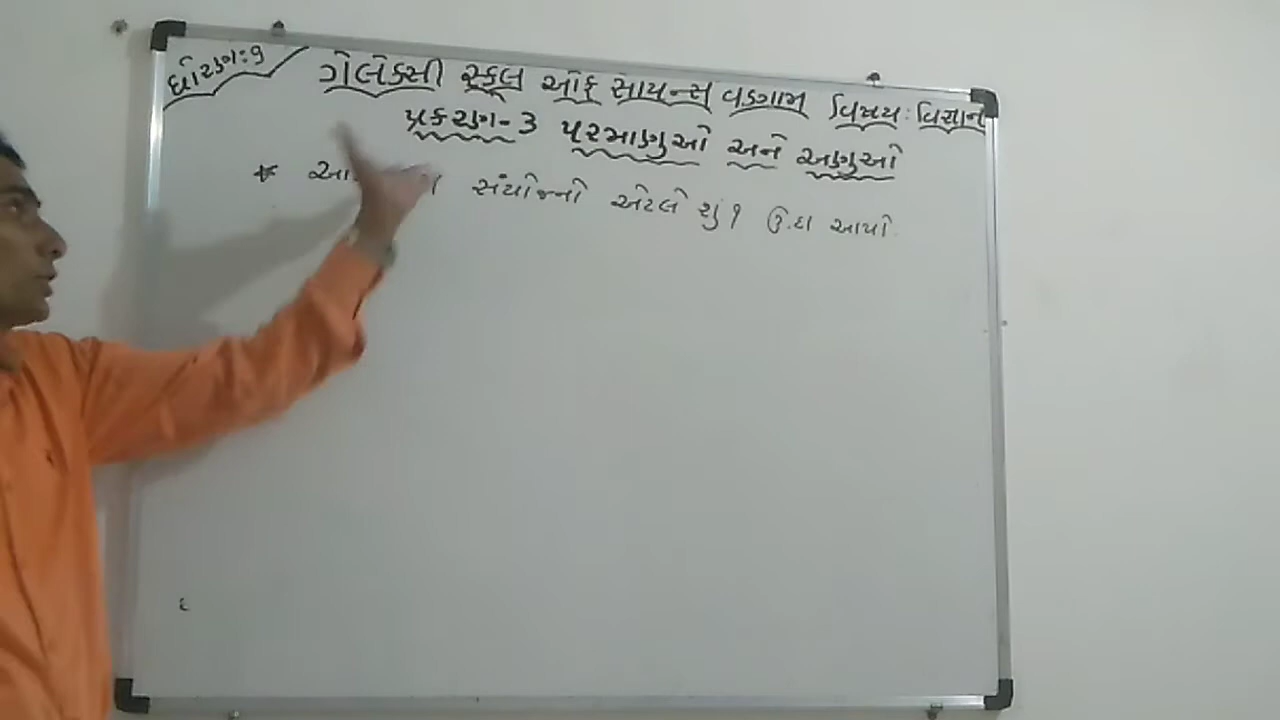 ધોરણ:9
ગેલેક્સી સ્કૂલ ઓફ સાયન્સ વડગામ વિષય: વિજ્ઞાન
પ્રકરણ-3 પરમાણુઓ અને અણુઓ
* સંયોજનો એટલે શું? ઉ.દા આપો.